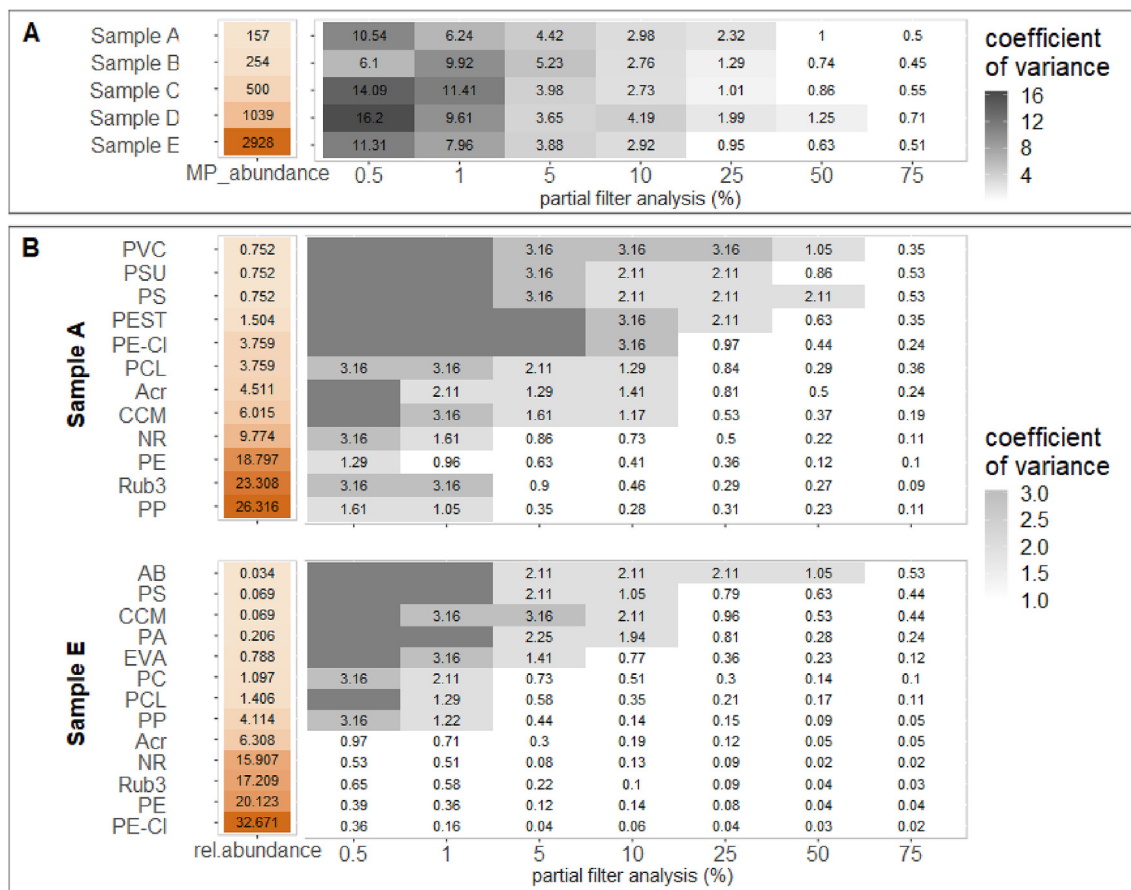 A
Sample A 157 10.54 6.24 4.42 2.98 2.32 1 0.5
Sample B 254 6.1 9.92 5.23 2.76 1.29 0.74 0.45
Sample C 500 14.09 11.41 3.98 2.73 1.01 0.86 0.55
Sample D 1039 16.2 9.61 3.65 4.19 1.99 1.25 0.71
Sample E 2928 11.31 7.96 3.88 2.92 0.95 0.63 0.51
MP_abundance 0.5 1 5 10 25 50 75
partial filter analysis (%)
coefficient
of variance
16
12
8
4
B
Sample A
PVC 0.752 3.16 3.16 3.16 1.05 0.35
PSU 0.752 3.16 2.11 2.11 0.86 0.53
PS 0.752 3.16 2.11 2.11 2.11 0.53
PEST 1.504 3.16 2.11 0.63 0.35
PE-Cl 3.759 3.16 0.97 0.44 0.24
PCL 3.759 3.16 3.16 2.11 1.29 0.84 0.29 0.36
Acr 4.511 2.11 1.29 1.41 0.81 0.5 0.24
CCM 6.015 3.16 1.61 1.17 0.53 0.37 0.19
NR 9.774 3.16 1.61 0.86 0.73 0.5 0.22 0.11
PE 18.797 1.29 0.96 0.63 0.41 0.36 0.12 0.1
Rub3 23.308 3.16 3.16 0.9 0.46 0.29 0.27 0.09
PP 26.316 1.61 1.05 0.35 0.28 0.31 0.23 0.11
Sample E
AB 0.034 2.11 2.11 2.11 1.05 0.53
PS 0.069 2.11 1.05 0.79 0.63 0.44
CCM 0.069 3.16 3.16 2.11 0.96 0.53 0.44
PA 0.206 2.25 1.94 0.81 0.28 0.24
EVA 0.788 3.16 1.41 0.77 0.36 0.23 0.12
PC 1.097 3.16 2.11 0.73 0.51 0.3 0.14 0.1
PCL 1.406 1.29 0.58 0.35 0.21 0.17 0.11
PP 4.114 3.16 1.22 0.44 0.14 0.15 0.09 0.05
Acr 6.308 0.97 0.71 0.3 0.19 0.12 0.05 0.05
NR 15.907 0.53 0.51 0.08 0.13 0.09 0.02 0.02
Rub3 17.209 0.65 0.58 0.22 0.1 0.09 0.04 0.03
PE 20.123 0.39 0.36 0.12 0.14 0.08 0.04 0.04
PE-Cl 32.671 0.36 0.16 0.04 0.06 0.04 0.03 0.02
rel.abundance 0.5 1 5 10 25 50 75
partial filter analysis (%)
coefficient
of variance
3.0
2.5
2.0
1.5
1.0